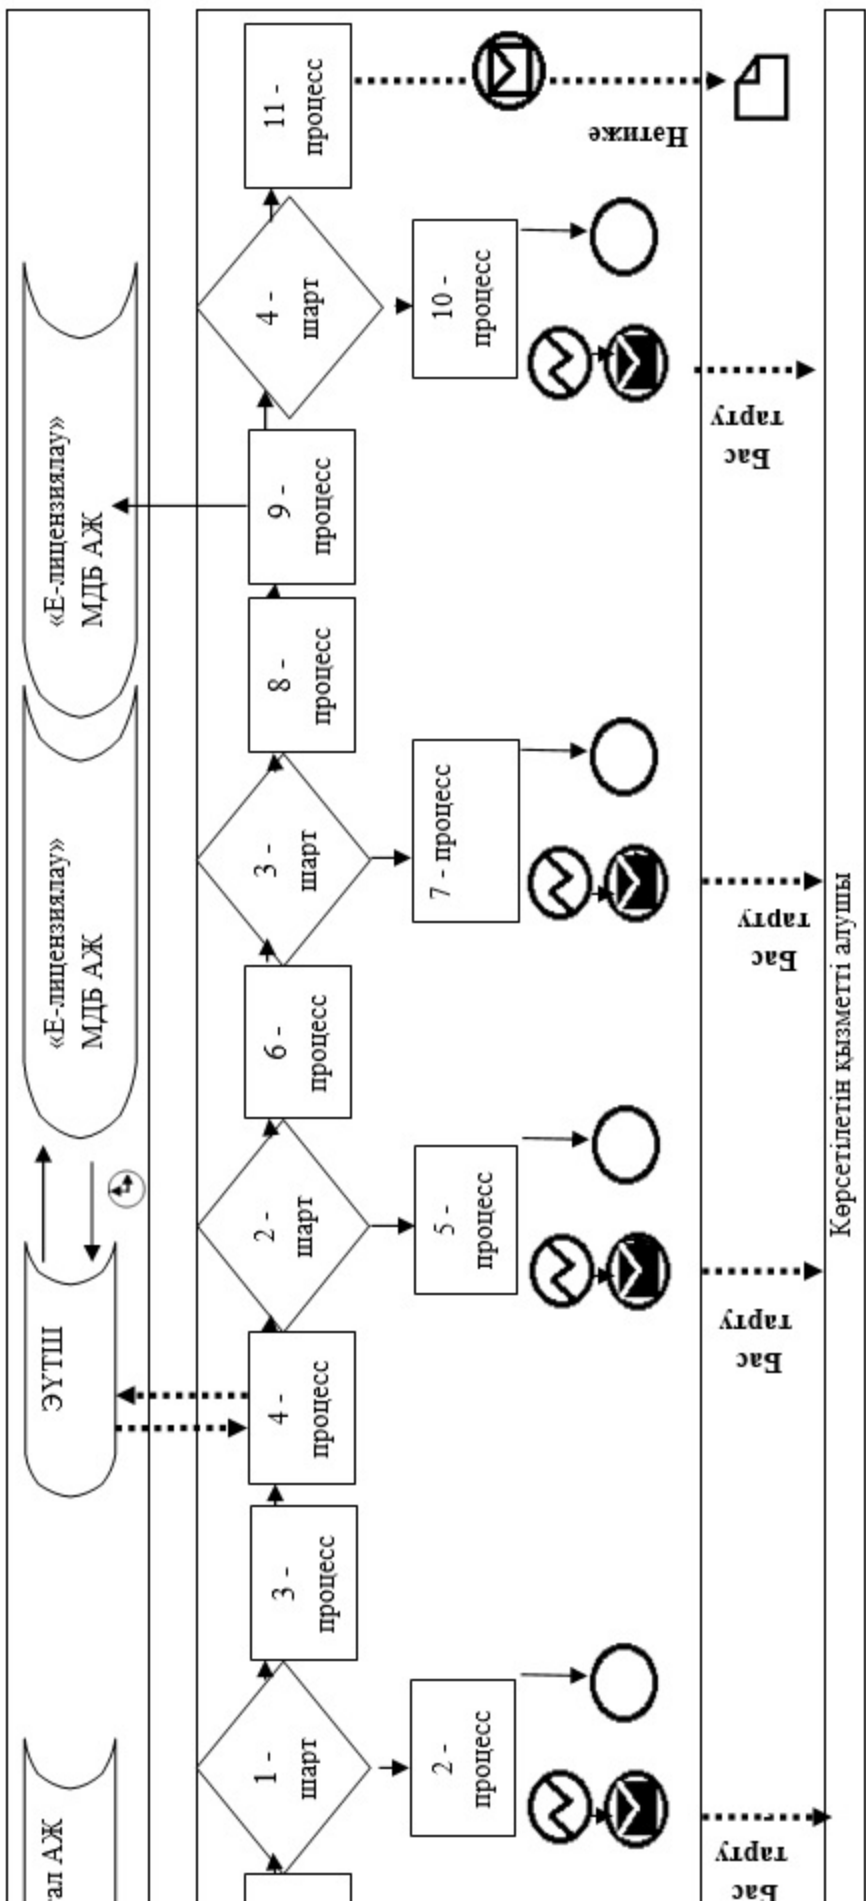 ал АЖ
ЭҮТШ
«Е-лицензиялау»
МДБ АЖ
«Е-лицензиялау»
МДБ АЖ
1 -
шарт
3 -
процесс
4 -
процесс
2 -
шарт
6 -
процесс
3 -
шарт
8 -
процесс
9 -
процесс
4 -
шарт
11 -
процесс
2 -
процесс
5 -
процесс
7 - процесс
10 -
процесс
Нәтиже
Бас
тарту
Бас
тарту
Бас
тарту
Бас
тарту
Көрсетілетін қызметті алушы